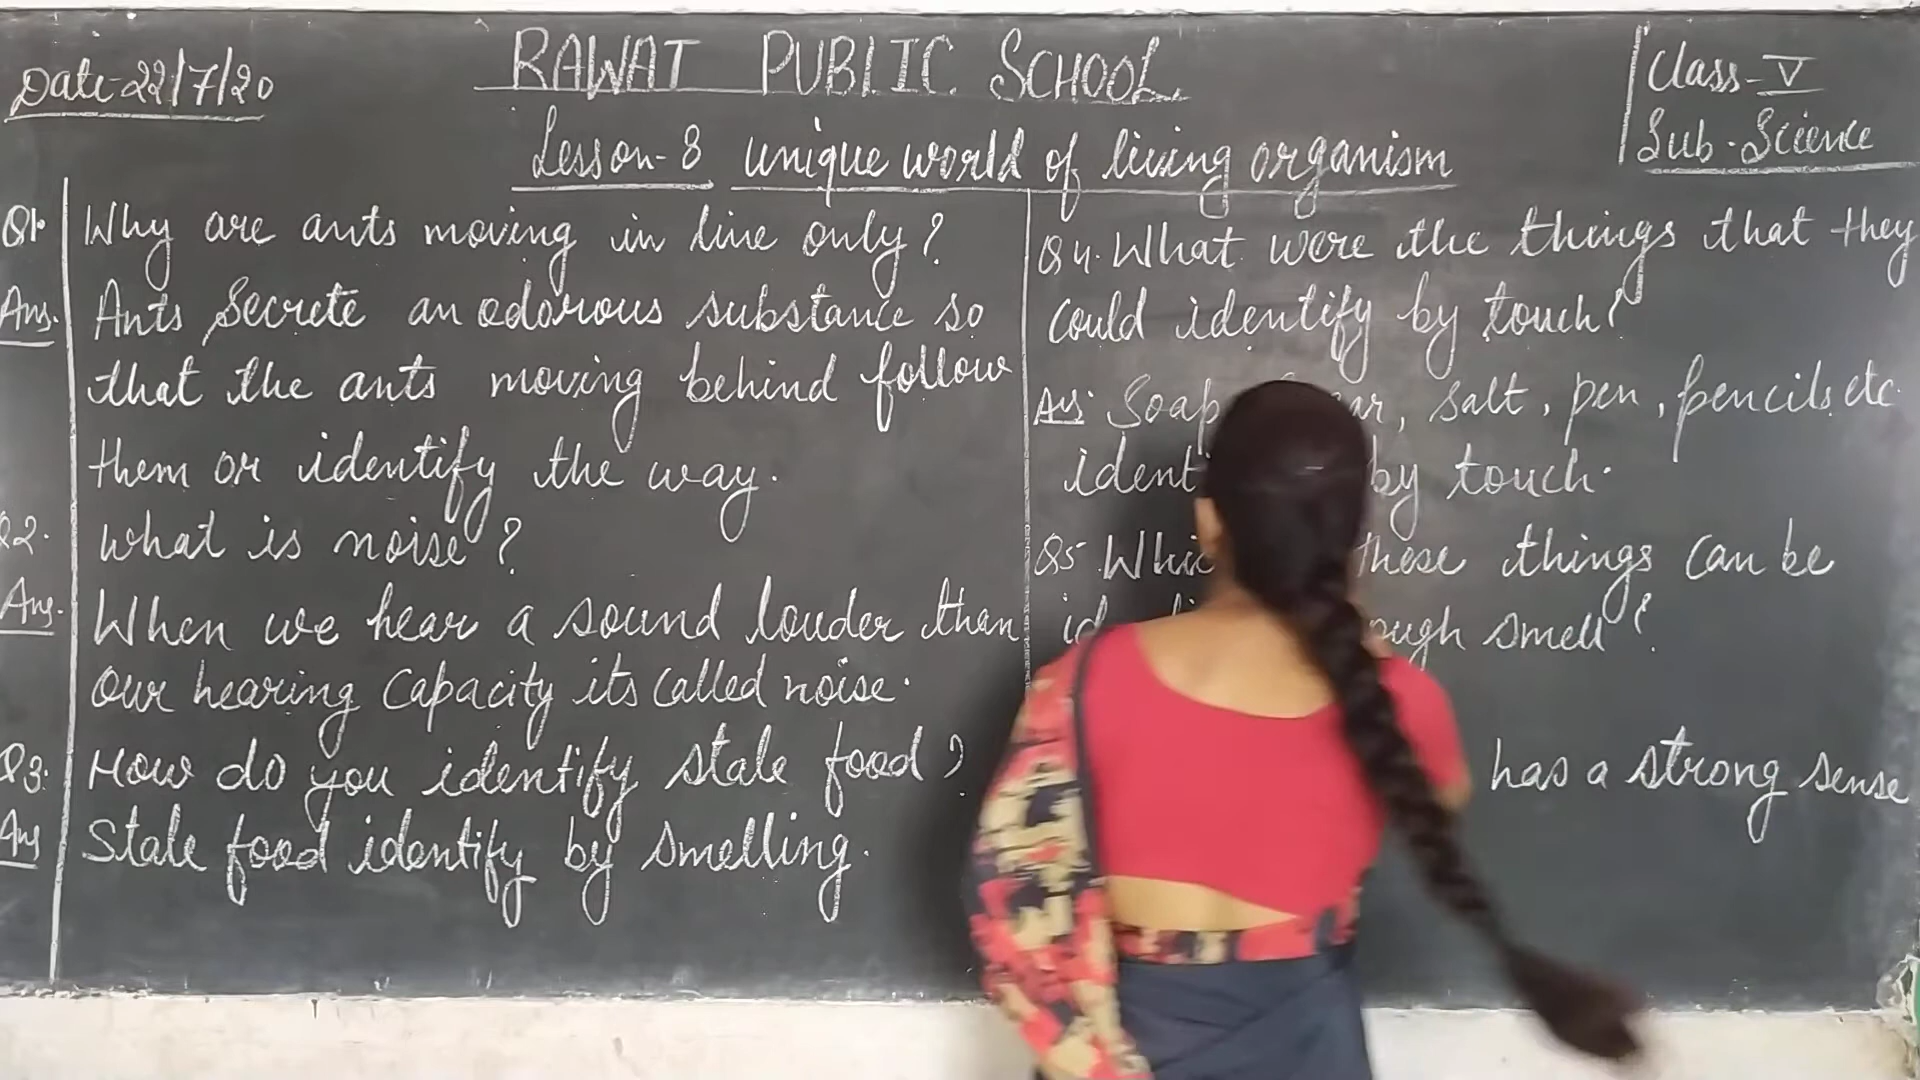 Date-22/7/20
RAWAT PUBLIC SCHOOL
Class-V
Sub. Science
Lesson-8 unique world of living organism
Q1. Why are ants moving in line only?
Ans. Ants Secrete an odorous substance so
that the ants moving behind follow
them or identify the way.
Q2. What is noise?
Ans. When we hear a sound louder than
our hearing capacity its called noise.
Q3. How do you identify stale food?
Ans Stale food identify by smelling.
Q4. What were the things that they
could identify by touch?
Ans. Soap, salt, pen, pencils etc
by touch.
Q5 these things can be
smell?
has a strong sense